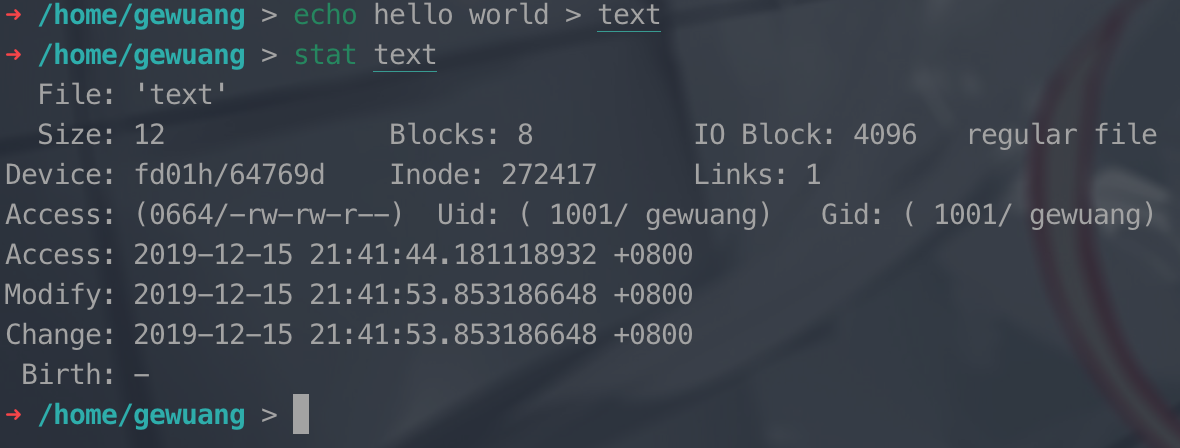 ➜ /home/gewuang > echo hello world > text
➜ /home/gewuang > stat text
  File: 'text'
  Size: 12              Blocks: 8          IO Block: 4096   regular file
Device: fd01h/64769d    Inode: 272417      Links: 1
Access: (0664/-rw-rw-r--)  Uid: ( 1001/ gewuang)   Gid: ( 1001/ gewuang)
Access: 2019-12-15 21:41:44.181118932 +0800
Modify: 2019-12-15 21:41:53.853186648 +0800
Change: 2019-12-15 21:41:53.853186648 +0800
 Birth: -
➜ /home/gewuang >